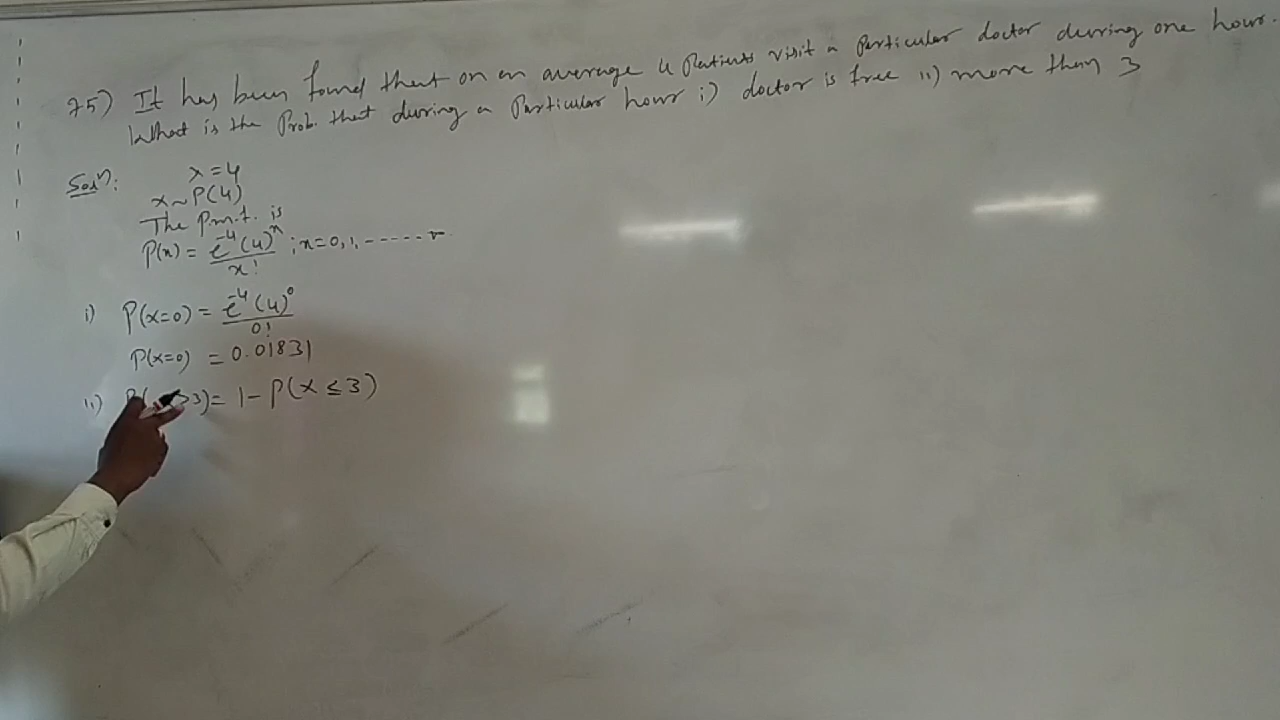 75) It has been found that on an average 4 Patients visit a Particular doctor during one hour.
What is the Prob. that during a Particular hour i) doctor is free ii) more than 3
Solⁿ:
λ=4
x~P(4)
The P.m.f. is
P(x) = e⁻⁴(4)ˣ/x! ; x=0,1,------r
i) P(x=0) = e⁻⁴(4)⁰/0!
P(x=0) = 0.01831
ii) P( >3)= 1-P(X≤3)